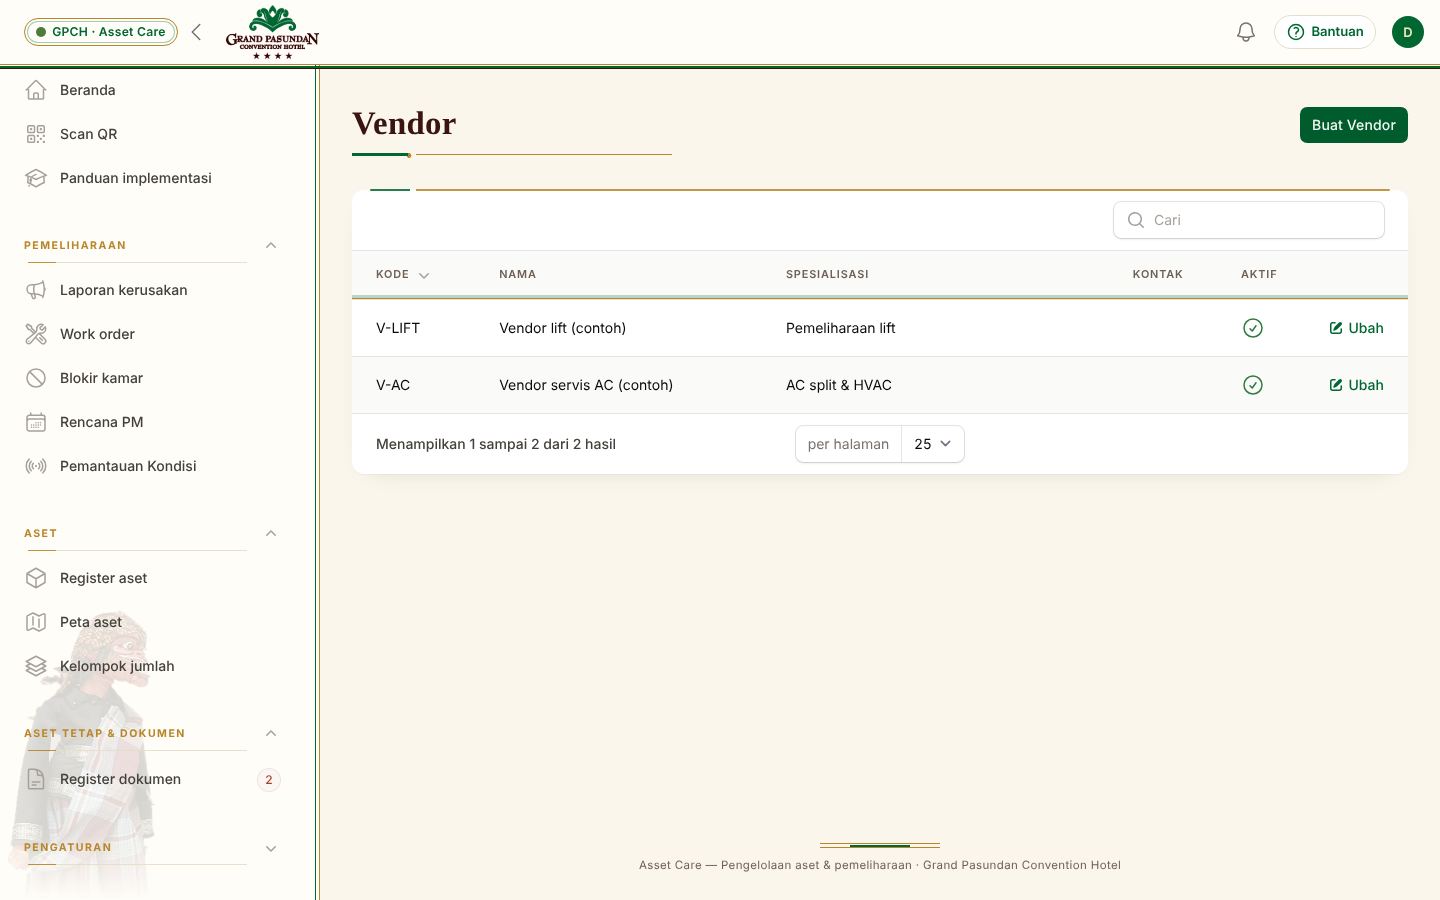 GPCH · Asset Care
GRAND PASUNDAN
CONVENTION HOTEL
Bantuan
D
Beranda
Scan QR
Panduan implementasi
PEMELIHARAAN
Laporan kerusakan
Work order
Blokir kamar
Rencana PM
Pemantauan Kondisi
ASET
Register aset
Peta aset
Kelompok jumlah
ASET TETAP & DOKUMEN
Register dokumen 2
PENGATURAN
Vendor
Buat Vendor
Cari
KODE NAMA SPESIALISASI KONTAK AKTIF
V-LIFT Vendor lift (contoh) Pemeliharaan lift Ubah
V-AC Vendor servis AC (contoh) AC split & HVAC Ubah
Menampilkan 1 sampai 2 dari 2 hasil per halaman 25
Asset Care — Pengelolaan aset & pemeliharaan · Grand Pasundan Convention Hotel